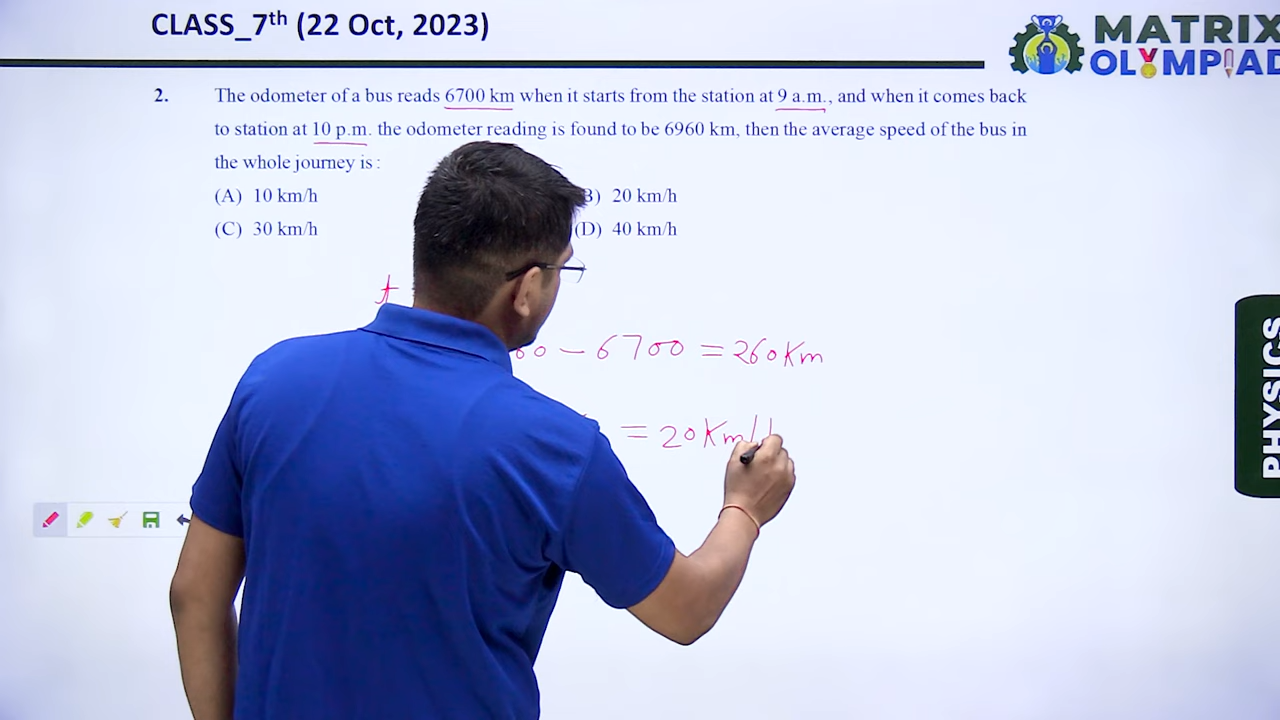 CLASS_7th (22 Oct, 2023)
MATRIX
OLYMPIAD
2. The odometer of a bus reads 6700 km when it starts from the station at 9 a.m., and when it comes back
to station at 10 p.m. the odometer reading is found to be 6960 km, then the average speed of the bus in
the whole journey is :
(A) 10 km/h B) 20 km/h
(C) 30 km/h (D) 40 km/h
t
60 – 6700 = 260 Km
= 20 Km/h
PHYSICS